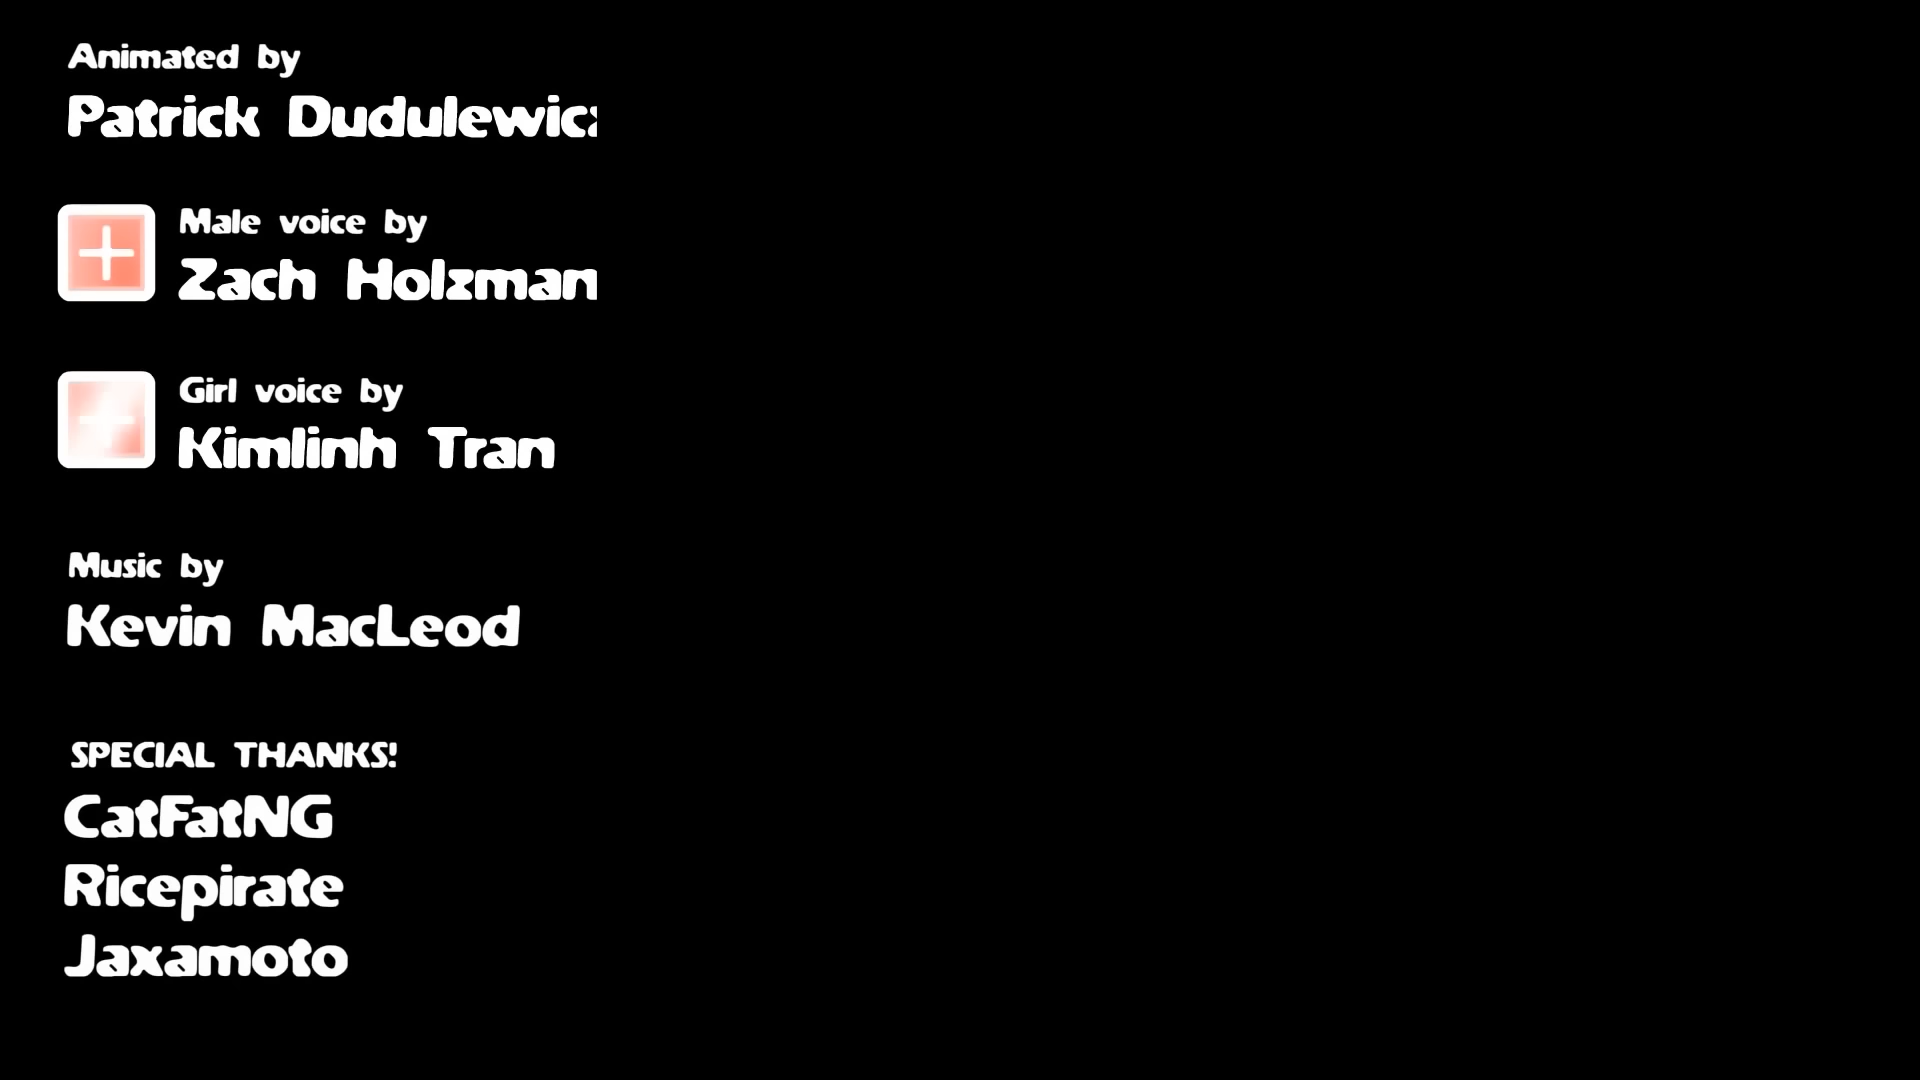 Animated by
Patrick Dudulewicz
Male voice by
Zach Holzman
Girl voice by
Kimlinh Tran
Music by
Kevin MacLeod
SPECIAL THANKS!
CatFatNG
Ricepirate
Jaxamoto